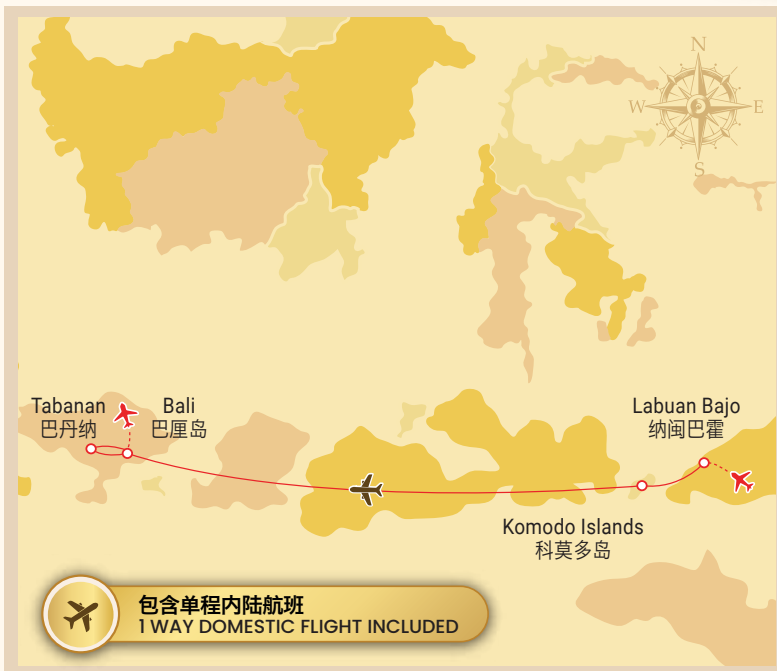 N
W
E
S
Tabanan
巴丹纳
Bali
巴厘岛
Labuan Bajo
纳闽巴霍
Komodo Islands
科莫多岛
包含单程内陆航班
1 WAY DOMESTIC FLIGHT INCLUDED